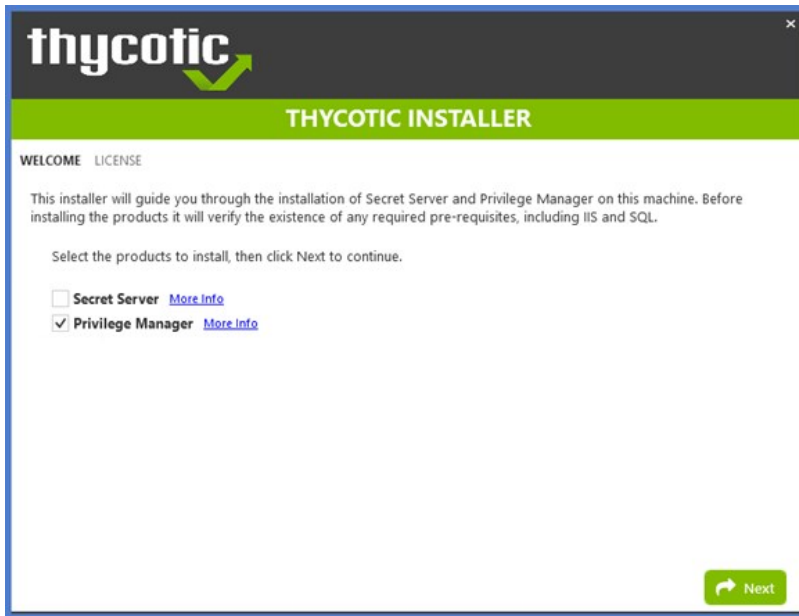 thycotic
THYCOTIC INSTALLER
WELCOME LICENSE
This installer will guide you through the installation of Secret Server and Privilege Manager on this machine. Before
installing the products it will verify the existence of any required pre-requisites, including IIS and SQL.
Select the products to install, then click Next to continue.
Secret Server More Info
Privilege Manager More Info
Next